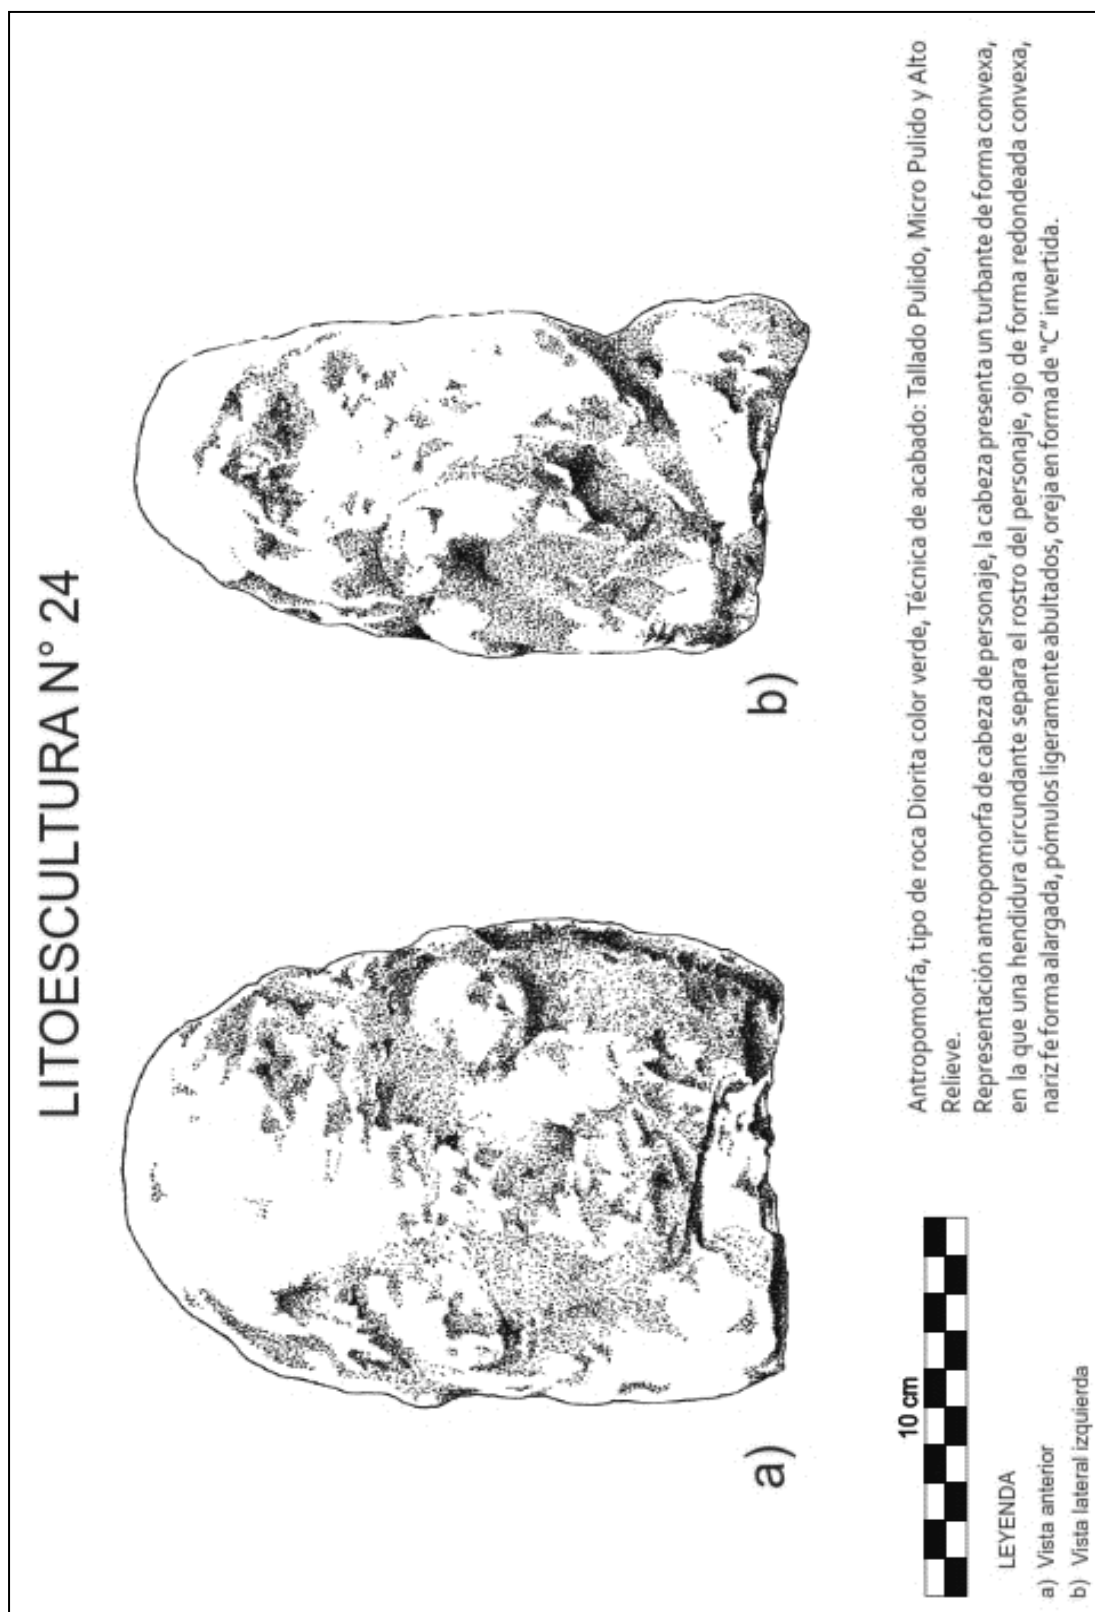 LITOESCULTURA N° 24
a)
b)
10 cm
LEYENDA
a) Vista anterior
b) Vista lateral izquierda
Antropomorfa, tipo de roca Diorita color verde, Técnica de acabado: Tallado Pulido, Micro Pulido y Alto
Relieve.
Representación antropomorfa de cabeza de personaje, la cabeza presenta un turbante de forma convexa,
en la que una hendidura circundante separa el rostro del personaje, ojo de forma redondeada convexa,
nariz fe forma alargada, pómulos ligeramente abultados, oreja en forma de "C" invertida.